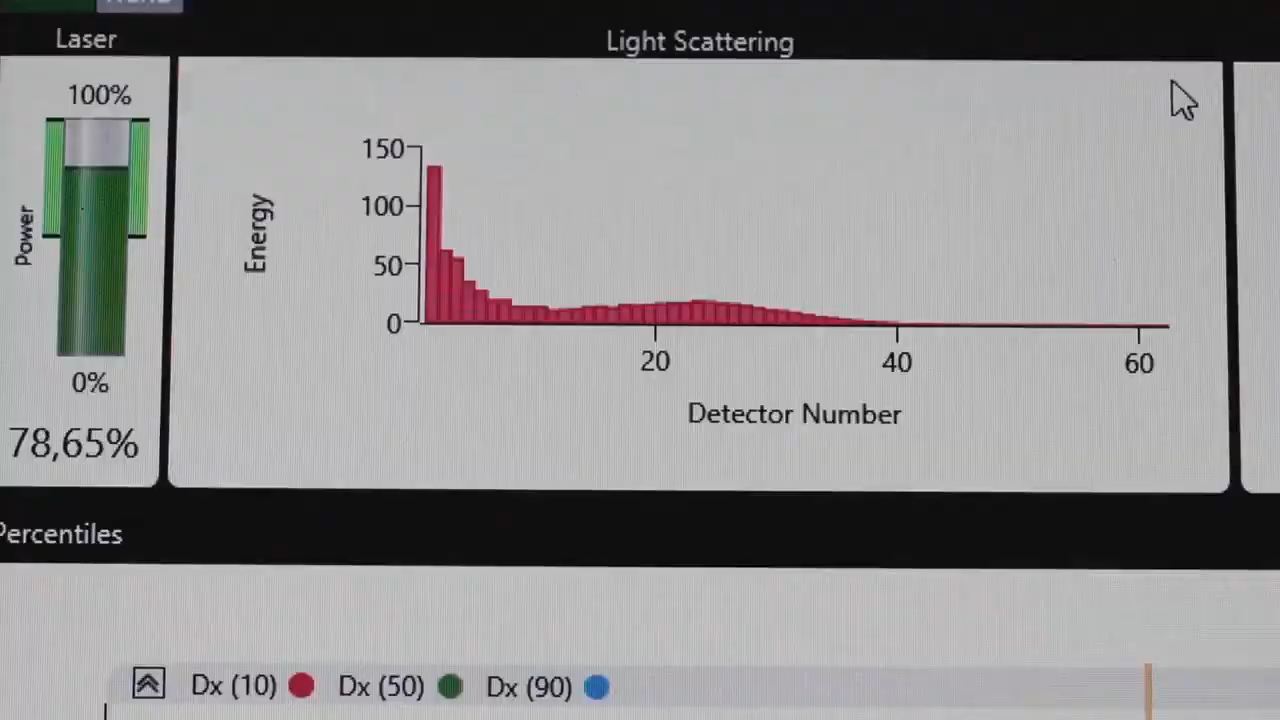 Laser
Light Scattering
100%
Power
0%
78,65%
Energy
150
100
50
0
20 40 60
Detector Number
Percentiles
Dx (10) Dx (50) Dx (90)